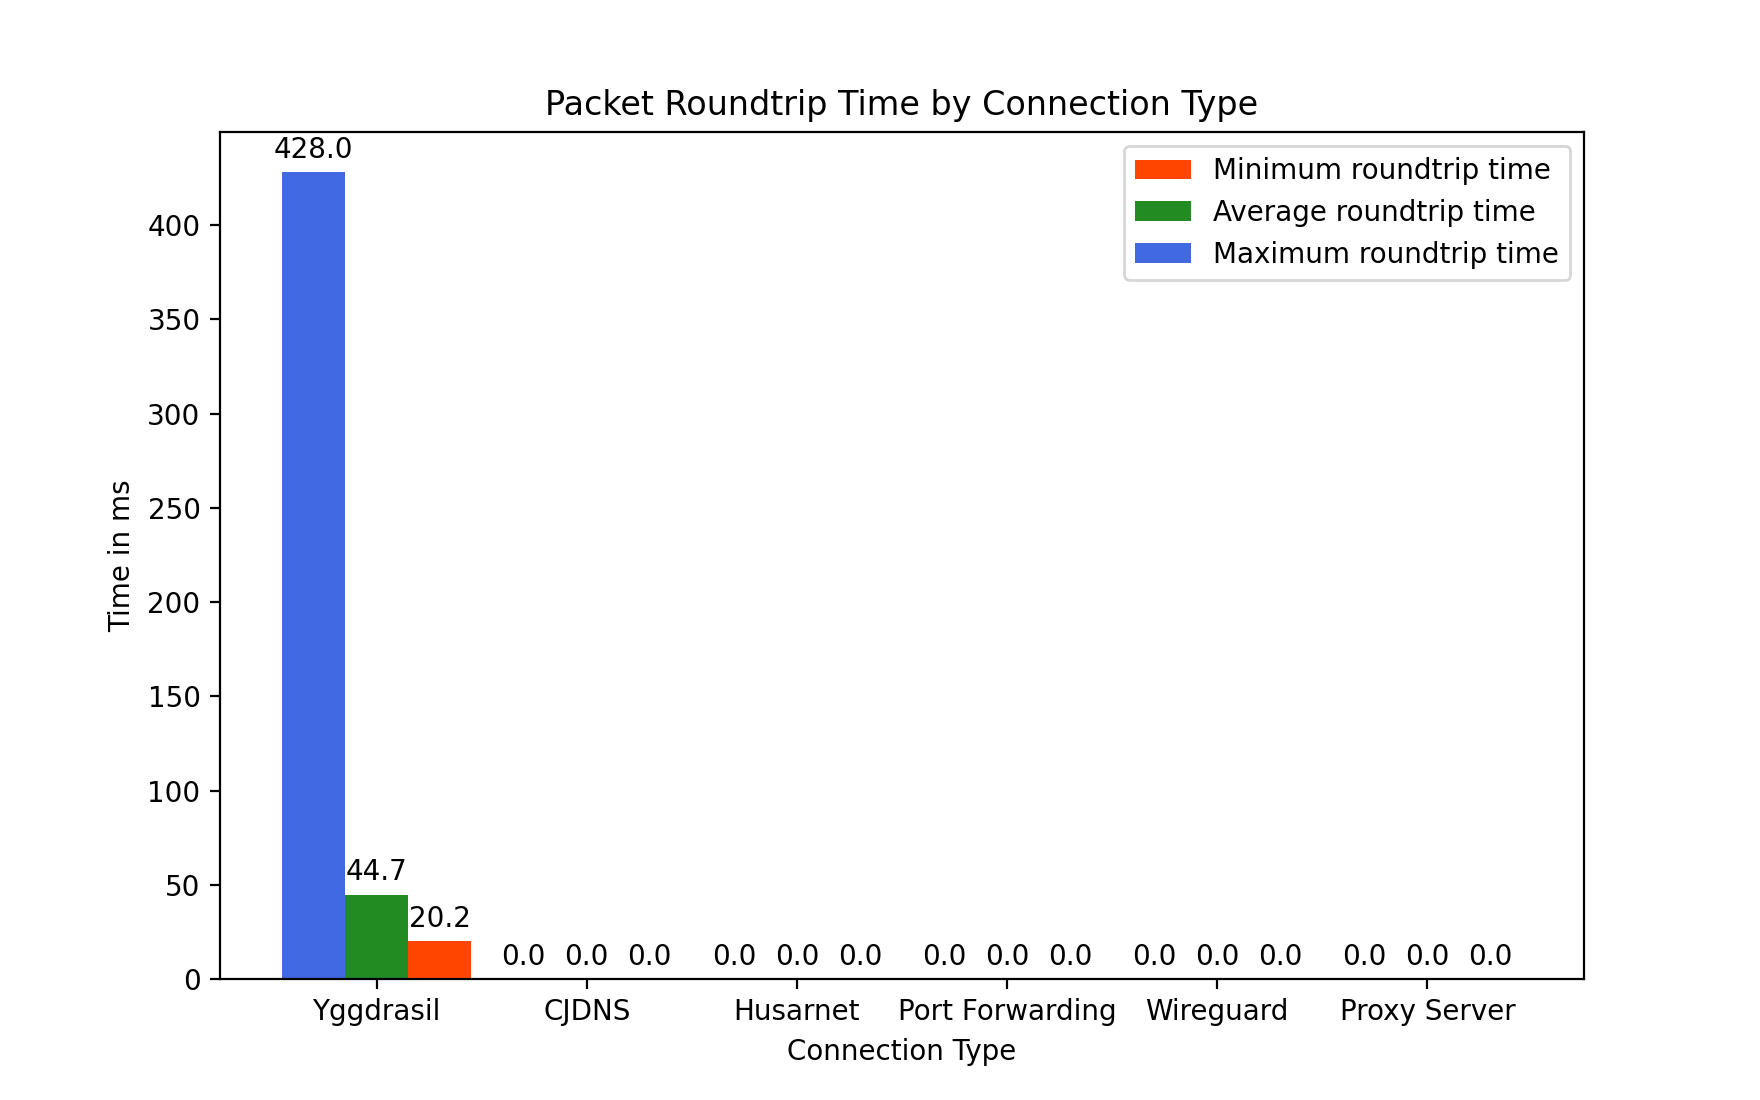 Packet Roundtrip Time by Connection Type
428.0
Minimum roundtrip time
Average roundtrip time
Maximum roundtrip time
400
350
300
250
200
150
100
50
0
Time in ms
44.7
20.2
0.0 0.0 0.0 0.0 0.0 0.0 0.0 0.0 0.0 0.0 0.0 0.0 0.0 0.0 0.0
Yggdrasil CJDNS Husarnet Port Forwarding Wireguard Proxy Server
Connection Type